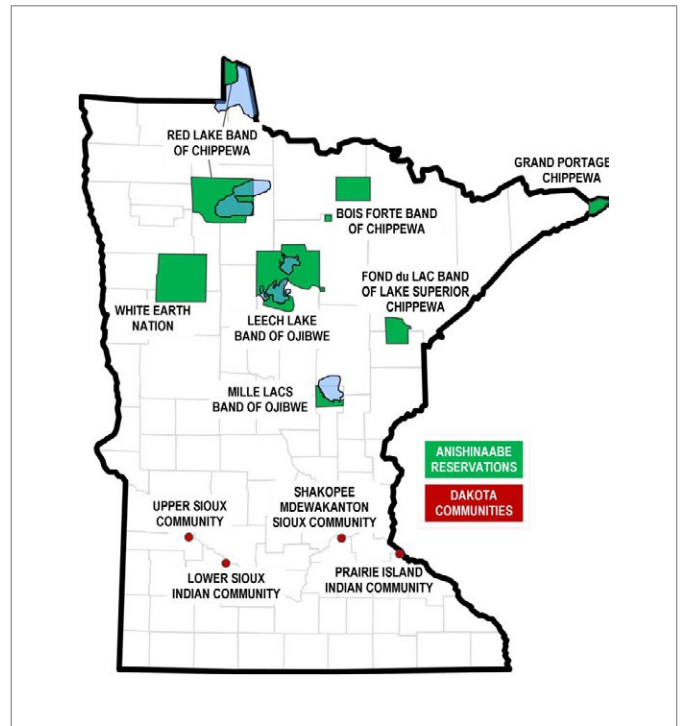 RED LAKE BAND
OF CHIPPEWA
GRAND PORTAGE
CHIPPEWA
BOIS FORTE BAND
OF CHIPPEWA
FOND du LAC BAND
OF LAKE SUPERIOR
CHIPPEWA
WHITE EARTH
NATION
LEECH LAKE
BAND OF OJIBWE
MILLE LACS
BAND OF OJIBWE
ANISHINAABE
RESERVATIONS
DAKOTA
COMMUNITIES
UPPER SIOUX
COMMUNITY
SHAKOPEE
MDEWAKANTON
SIOUX COMMUNITY
LOWER SIOUX
INDIAN COMMUNITY
PRAIRIE ISLAND
INDIAN COMMUNITY